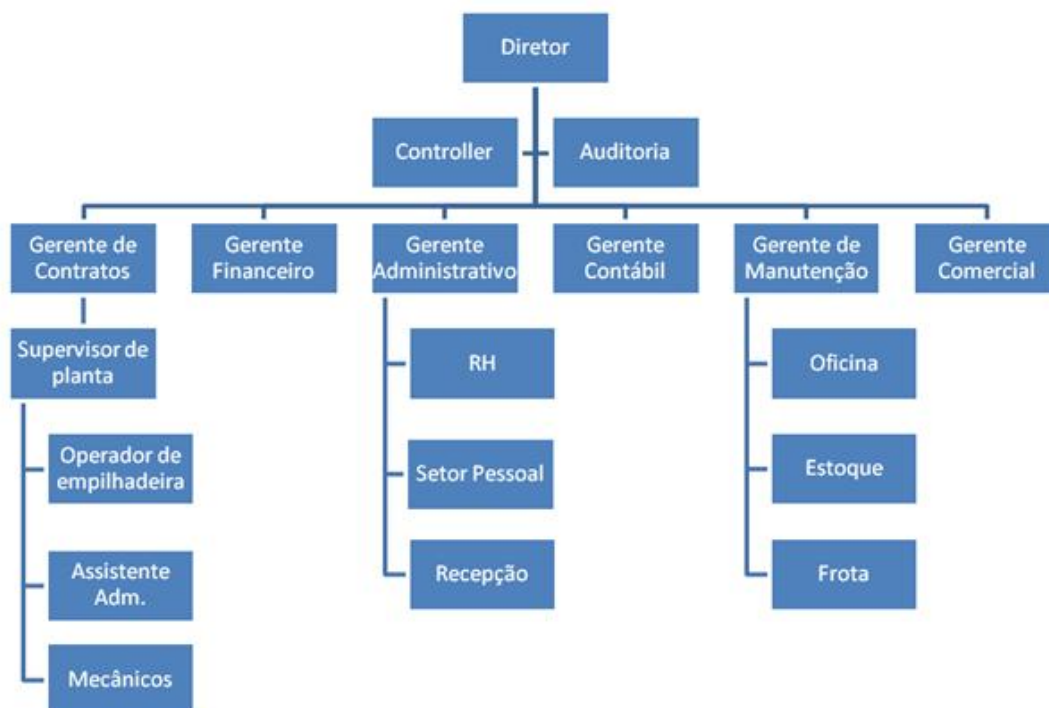 Diretor
Controller
Auditoria
Gerente de
Contratos
Gerente
Financeiro
Gerente
Administrativo
Gerente
Contábil
Gerente de
Manutenção
Gerente
Comercial
Supervisor de
planta
Operador de
empilhadeira
Assistente
Adm.
Mecânicos
RH
Setor Pessoal
Recepção
Oficina
Estoque
Frota